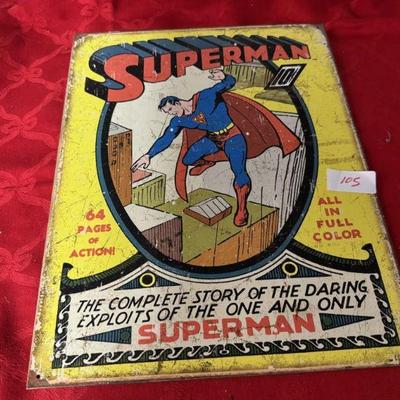 SUPERMAN
10¢
64
PAGES
OF
ACTION!
105
ALL
IN
FULL
COLOR
THE COMPLETE STORY OF THE DARING
EXPLOITS OF THE ONE AND ONLY
SUPERMAN